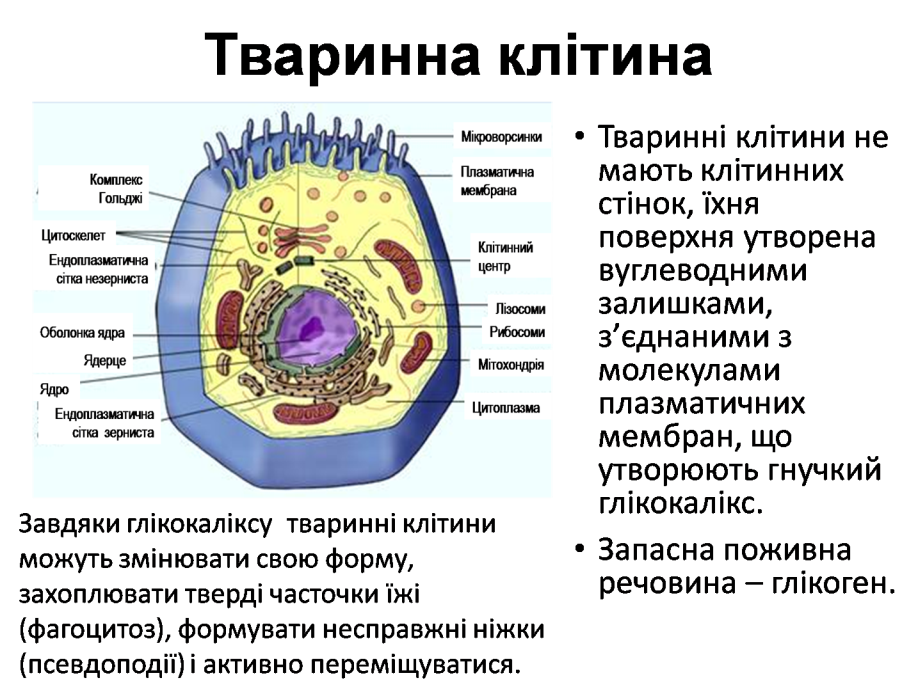 Тваринна клітина
Мікроворсинки
Плазматична
мембрана
Комплекс
Гольджі
Цитоскелет
Ендоплазматична
сітка незерниста
Клітинний
центр
Лізосоми
Оболонка ядра
Рибосоми
Ядерце
Мітохондрія
Ядро
Ендоплазматична
сітка зерниста
Цитоплазма
• Тваринні клітини не
мають клітинних
стінок, їхня
поверхня утворена
вуглеводними
залишками,
з’єднаними з
молекулами
плазматичних
мембран, що
утворюють гнучкий
глікокалікс.
• Запасна поживна
речовина – глікоген.
Завдяки глікокаліксу тваринні клітини
можуть змінювати свою форму,
захоплювати тверді часточки їжі
(фагоцитоз), формувати несправжні ніжки
(псевдоподії) і активно переміщуватися.